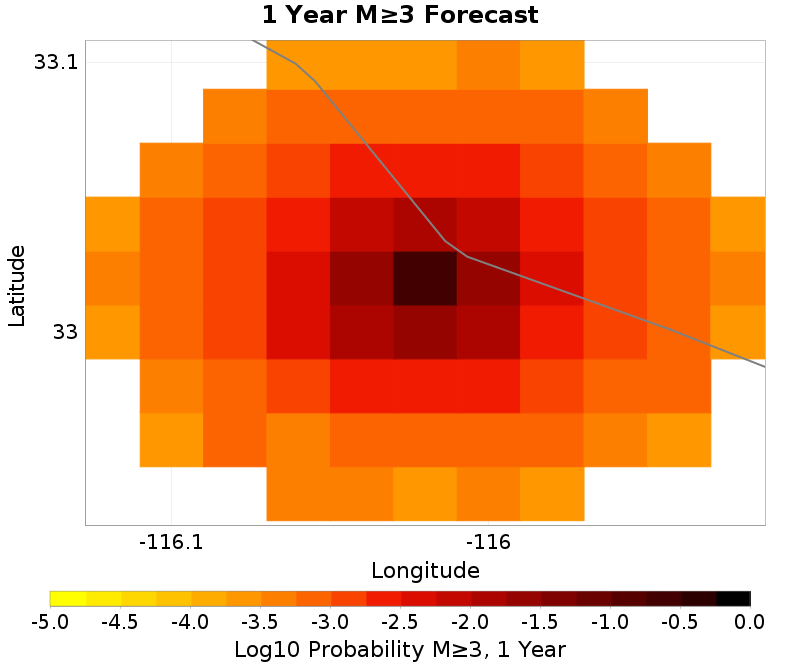 1 Year M≥3 Forecast
33.1
33
Latitude
-116.1 -116
Longitude
-5.0 -4.5 -4.0 -3.5 -3.0 -2.5 -2.0 -1.5 -1.0 -0.5 0.0
Log10 Probability M≥3, 1 Year